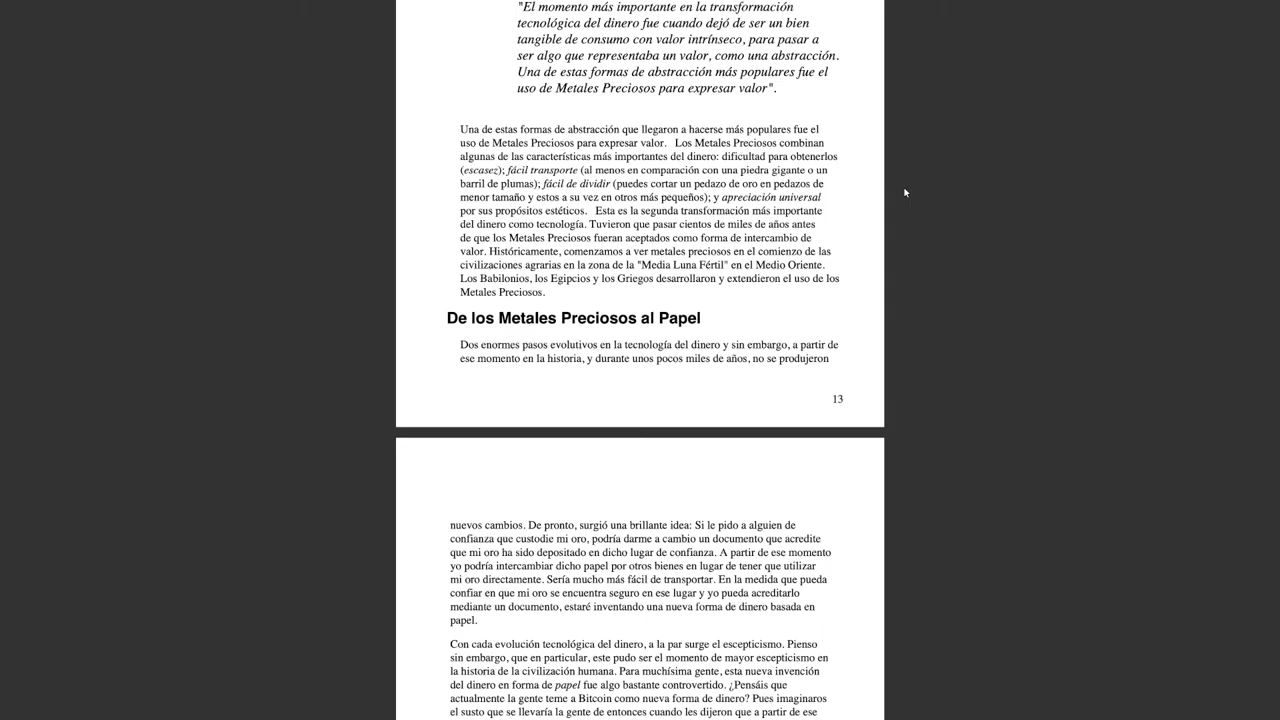 "El momento más importante en la transformación
tecnológica del dinero fue cuando dejó de ser un bien
tangible de consumo con valor intrínseco, para pasar a
ser algo que representaba un valor, como una abstracción.
Una de estas formas de abstracción más populares fue el
uso de Metales Preciosos para expresar valor".
Una de estas formas de abstracción que llegaron a hacerse más populares fue el
uso de Metales Preciosos para expresar valor. Los Metales Preciosos combinan
algunas de las características más importantes del dinero: dificultad para obtenerlos
(escasez); fácil transporte (al menos en comparación con una piedra gigante o un
barril de plumas); fácil de dividir (puedes cortar un pedazo de oro en pedazos de
menor tamaño y estos a su vez en otros más pequeños); y apreciación universal
por sus propósitos estéticos. Esta es la segunda transformación más importante
del dinero como tecnología. Tuvieron que pasar cientos de miles de años antes
de que los Metales Preciosos fueran aceptados como forma de intercambio de
valor. Históricamente, comenzamos a ver metales preciosos en el comienzo de las
civilizaciones agrarias en la zona de la "Media Luna Fértil" en el Medio Oriente.
Los Babilonios, los Egipcios y los Griegos desarrollaron y extendieron el uso de los
Metales Preciosos.
De los Metales Preciosos al Papel
Dos enormes pasos evolutivos en la tecnología del dinero y sin embargo, a partir de
ese momento en la historia, y durante unos pocos miles de años, no se produjeron
13
nuevos cambios. De pronto, surgió una brillante idea: Si le pido a alguien de
confianza que custodie mi oro, podría darme a cambio un documento que acredite
que mi oro ha sido depositado en dicho lugar de confianza. A partir de ese momento
yo podría intercambiar dicho papel por otros bienes en lugar de tener que utilizar
mi oro directamente. Sería mucho más fácil de transportar. En la medida que pueda
confiar en que mi oro se encuentra seguro en ese lugar y yo pueda acreditarlo
mediante un documento, estaré inventando una nueva forma de dinero basada en
papel.
Con cada evolución tecnológica del dinero, a la par surge el escepticismo. Pienso
sin embargo, que en particular, este pudo ser el momento de mayor escepticismo en
la historia de la civilización humana. Para muchísima gente, esta nueva invención
del dinero en forma de papel fue algo bastante controvertido. ¿Pensáis que
actualmente la gente teme a Bitcoin como nueva forma de dinero? Pues imaginaros
el susto que se llevaría la gente de entonces cuando les dijeron que a partir de ese